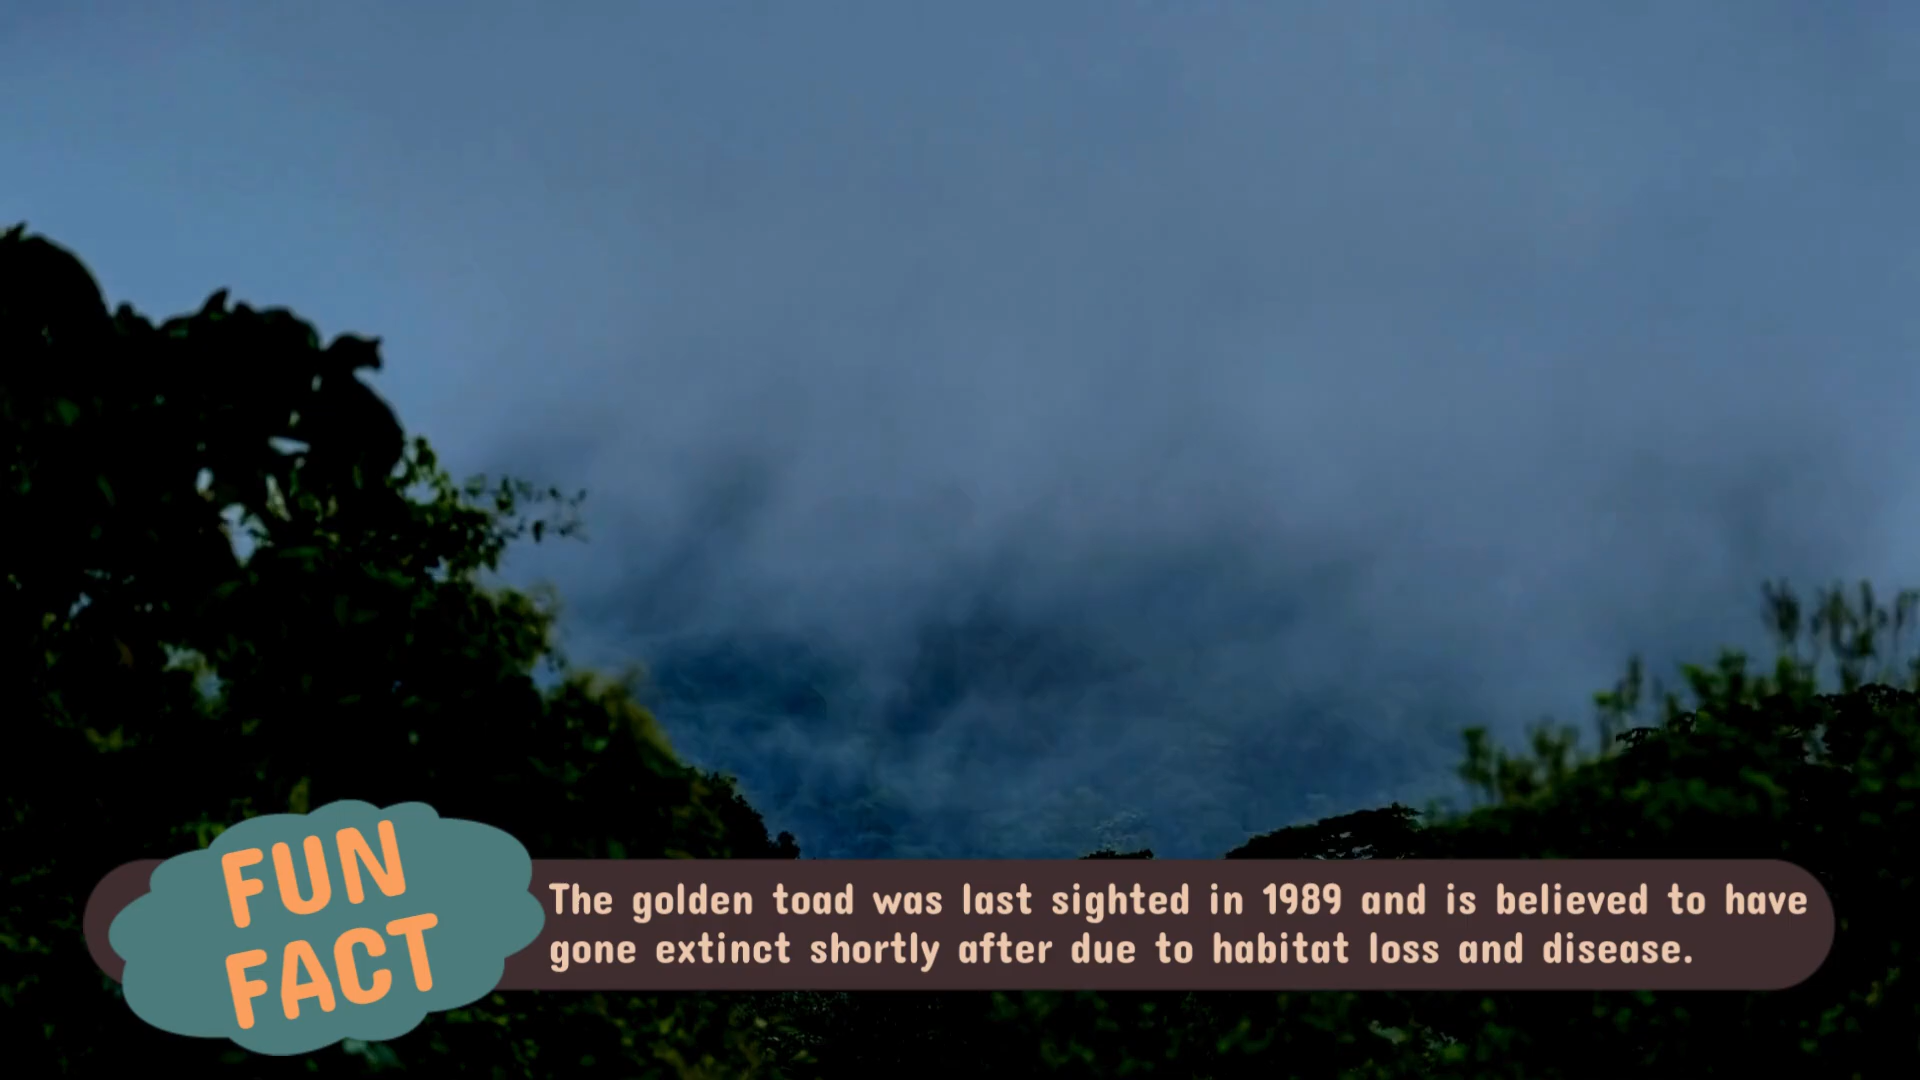 FUN
FACT
The golden toad was last sighted in 1989 and is believed to have
gone extinct shortly after due to habitat loss and disease.